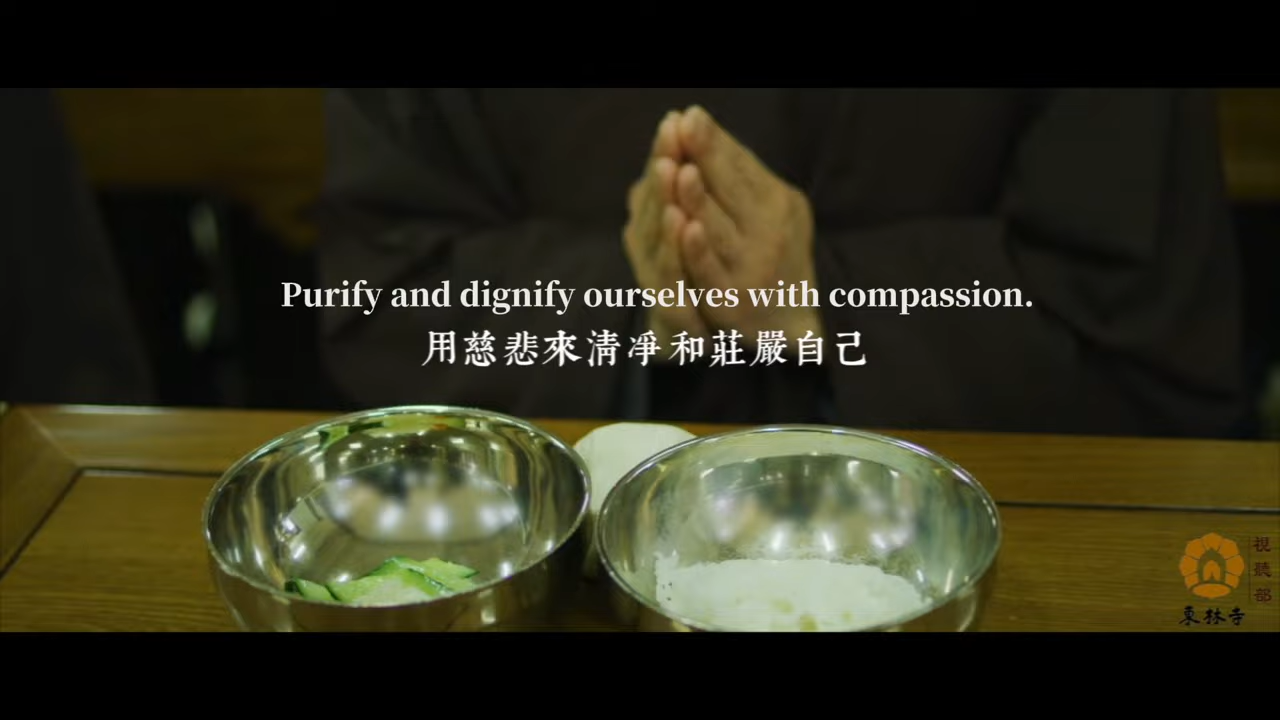 Purify and dignify ourselves with compassion.
用慈悲來清凈和莊嚴自己
視聽部
東林寺